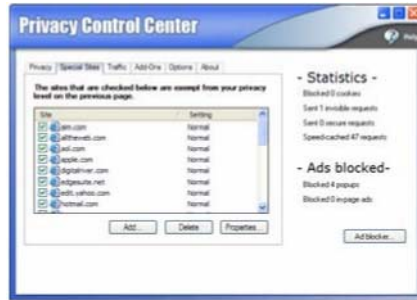 Privacy Control Center
Help
Privacy Special Sites Traffic Add-Ons Options About
The sites that are checked below are exempt from your privacy
level on the previous page.
Site Setting
aim.com Normal
alltheweb.com Normal
aol.com Normal
apple.com Normal
digitalriver.com Normal
edgesuite.net Normal
edit.yahoo.com Normal
hotmail.com Normal
Add... Delete Properties...
- Statistics -
Blocked 0 cookies
Sent 1 invisible requests
Sent 0 secure requests
Speed cached 47 requests
- Ads blocked-
Blocked 4 popups
Blocked 0 in page ads
Ad blocker...